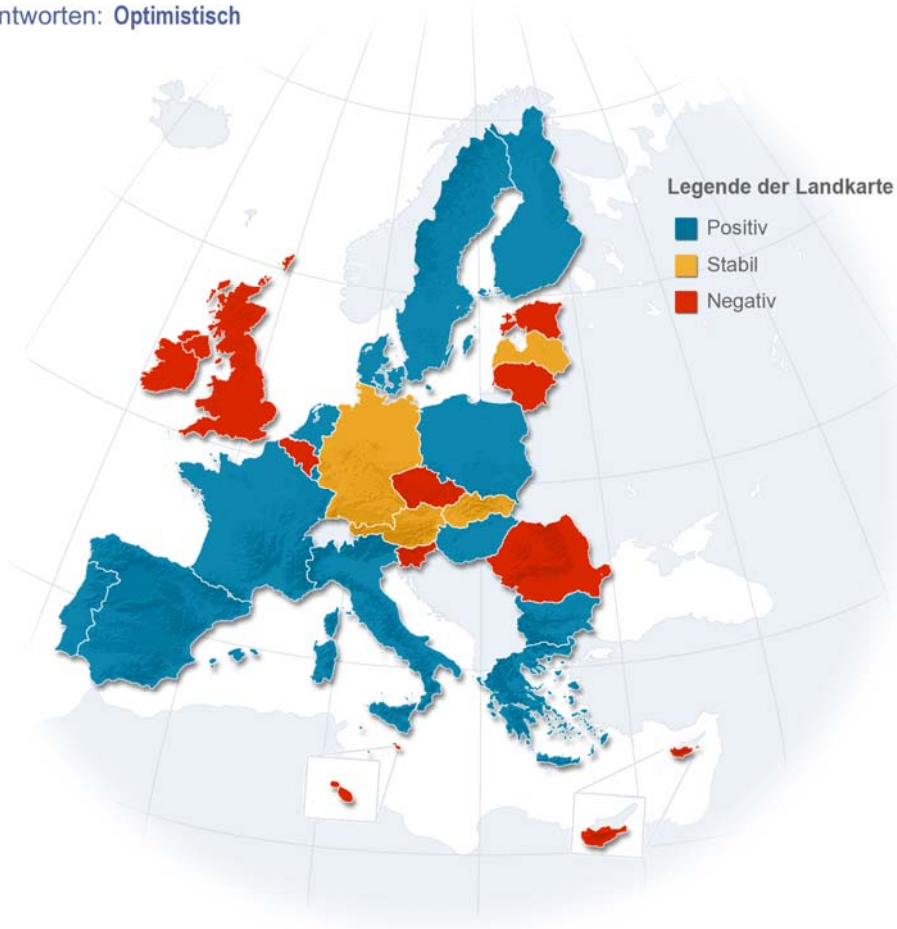 ntworten: Optimistisch
Legende der Landkarte
Positiv
Stabil
Negativ